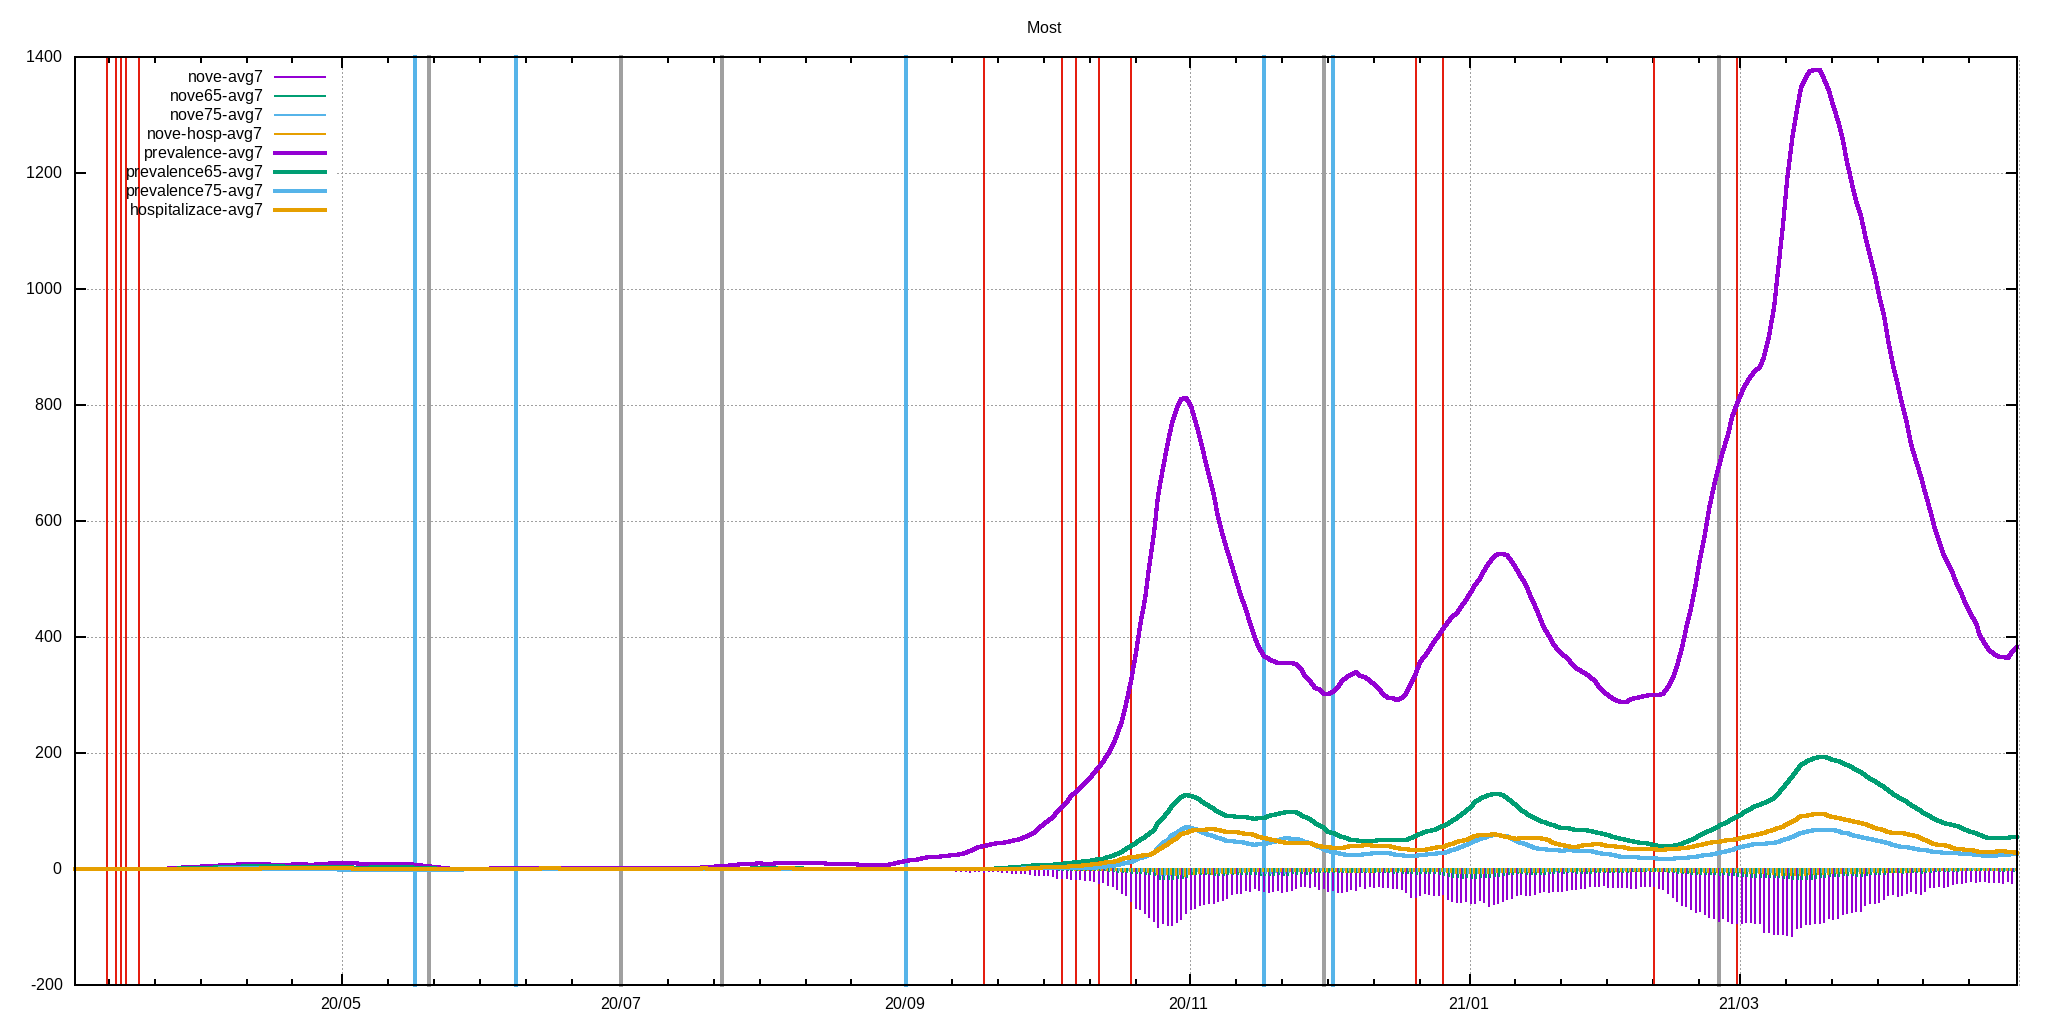 Most
1400
1200
1000
800
600
400
200
0
-200
nove-avg7
nove65-avg7
nove75-avg7
nove-hosp-avg7
prevalence-avg7
prevalence65-avg7
prevalence75-avg7
hospitalizace-avg7
20/05 20/07 20/09 20/11 21/01 21/03